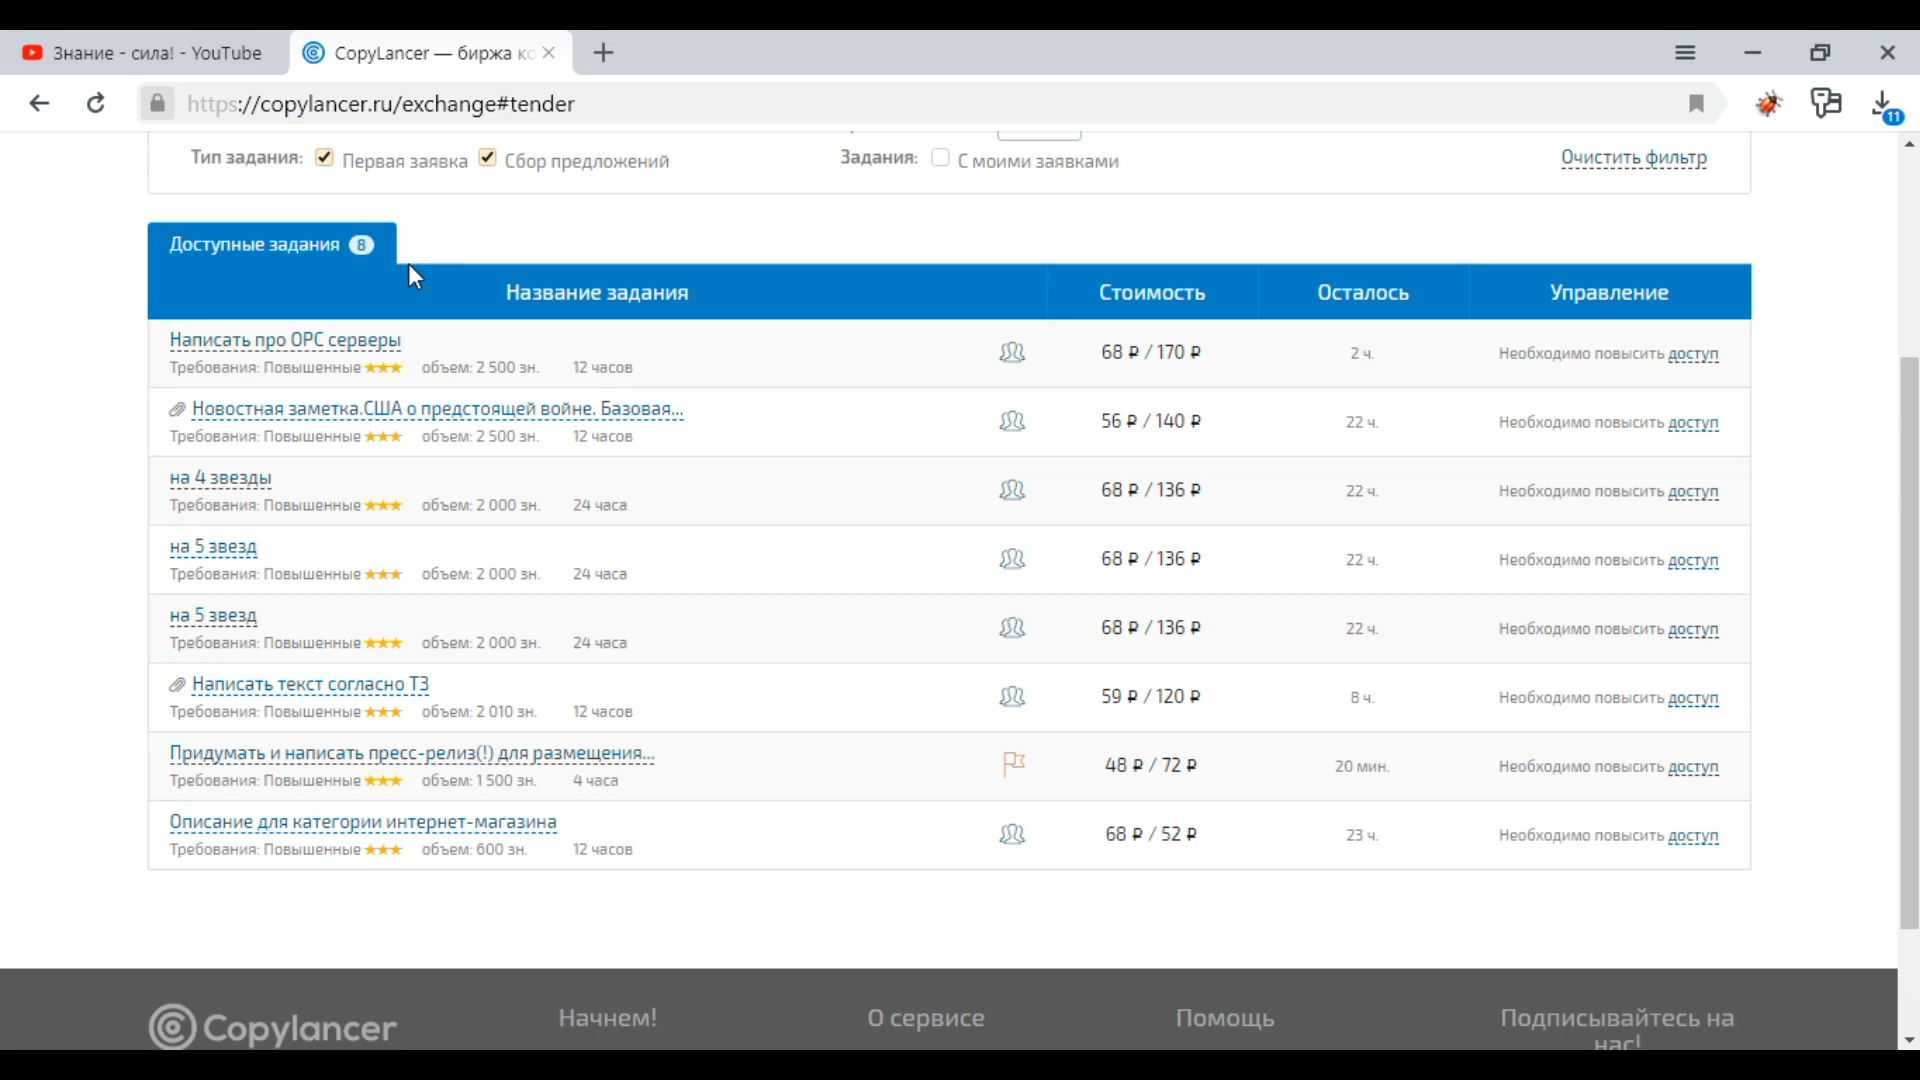 Знание - сила! - YouTube
CopyLancer — биржа ко
https://copylancer.ru/exchange#tender
11
Тип задания: Первая заявка Сбор предложений Задания: С моими заявками Очистить фильтр
Доступные задания 8
Название задания Стоимость Осталось Управление
Написать про OPC серверы
Требования: Повышенные объем: 2 500 зн. 12 часов
68 ₽ / 170 ₽ 2 ч. Необходимо повысить доступ
Новостная заметка.США о предстоящей войне. Базовая...
Требования: Повышенные объем: 2 500 зн. 12 часов
56 ₽ / 140 ₽ 22 ч. Необходимо повысить доступ
на 4 звезды
Требования: Повышенные объем: 2 000 зн. 24 часа
68 ₽ / 136 ₽ 22 ч. Необходимо повысить доступ
на 5 звезд
Требования: Повышенные объем: 2 000 зн. 24 часа
68 ₽ / 136 ₽ 22 ч. Необходимо повысить доступ
на 5 звезд
Требования: Повышенные объем: 2 000 зн. 24 часа
68 ₽ / 136 ₽ 22 ч. Необходимо повысить доступ
Написать текст согласно ТЗ
Требования: Повышенные объем: 2 010 зн. 12 часов
59 ₽ / 120 ₽ 8 ч. Необходимо повысить доступ
Придумать и написать пресс-релиз(!) для размещения...
Требования: Повышенные объем: 1 500 зн. 4 часа
48 ₽ / 72 ₽ 20 мин. Необходимо повысить доступ
Описание для категории интернет-магазина
Требования: Повышенные объем: 600 зн. 12 часов
68 ₽ / 52 ₽ 23 ч. Необходимо повысить доступ
Copylancer Начнем! О сервисе Помощь Подписывайтесь на
нас!